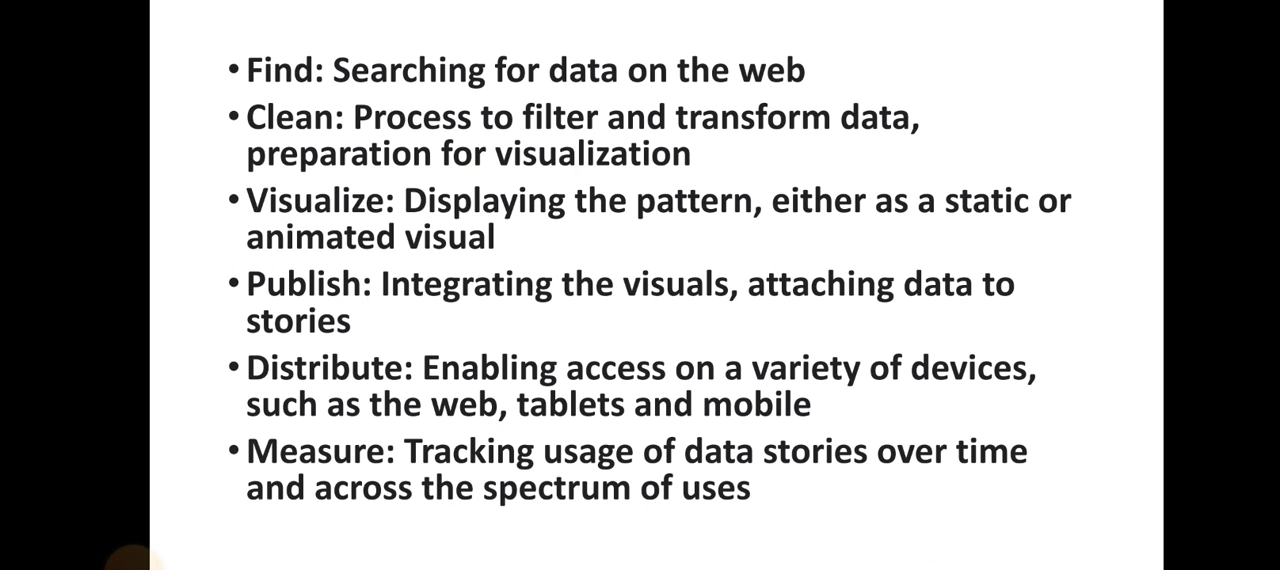 • Find: Searching for data on the web
• Clean: Process to filter and transform data,
preparation for visualization
• Visualize: Displaying the pattern, either as a static or
animated visual
• Publish: Integrating the visuals, attaching data to
stories
• Distribute: Enabling access on a variety of devices,
such as the web, tablets and mobile
• Measure: Tracking usage of data stories over time
and across the spectrum of uses